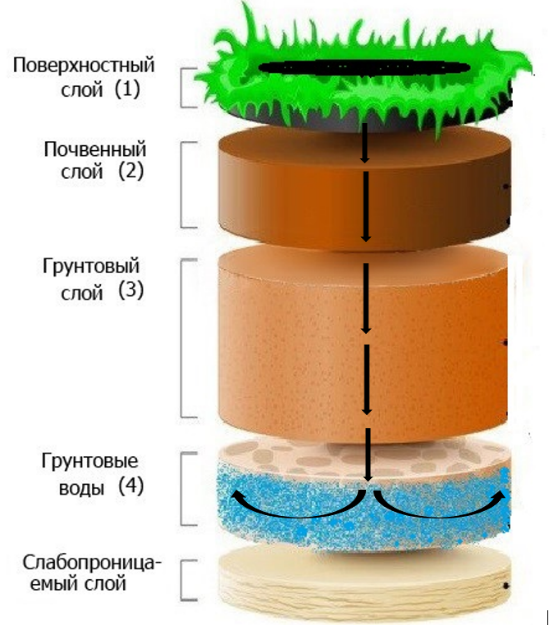 Поверхностный
слой (1)
Почвенный
слой (2)
Грунтовый
слой (3)
Грунтовые
воды (4)
Слабопроница-
емый слой